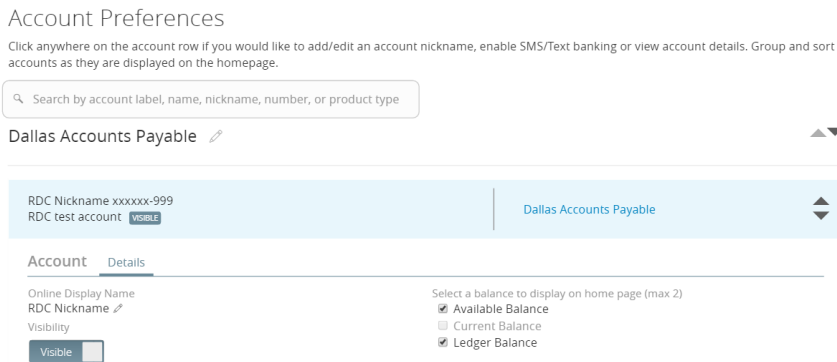 Account Preferences
Click anywhere on the account row if you would like to add/edit an account nickname, enable SMS/Text banking or view account details. Group and sort
accounts as they are displayed on the homepage.
Search by account label, name, nickname, number, or product type
Dallas Accounts Payable
RDC Nickname xxxxxx-999
RDC test account VISIBLE
Dallas Accounts Payable
Account Details
Online Display Name
RDC Nickname
Visibility
Visible
Select a balance to display on home page (max 2)
Available Balance
Current Balance
Ledger Balance